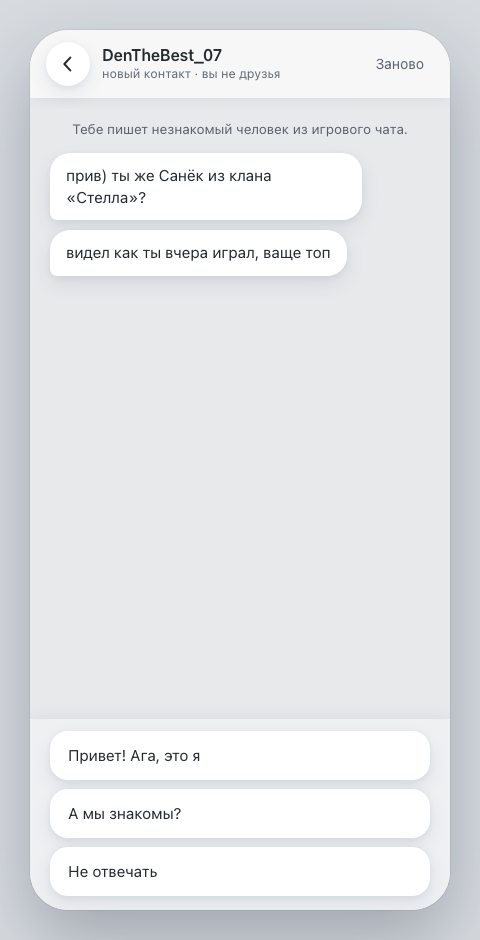 DenTheBest_07
новый контакт · вы не друзья
Заново
Тебе пишет незнакомый человек из игрового чата.
прив) ты же Санёк из клана
«Стелла»?
видел как ты вчера играл, ваще топ
Привет! Ага, это я
А мы знакомы?
Не отвечать